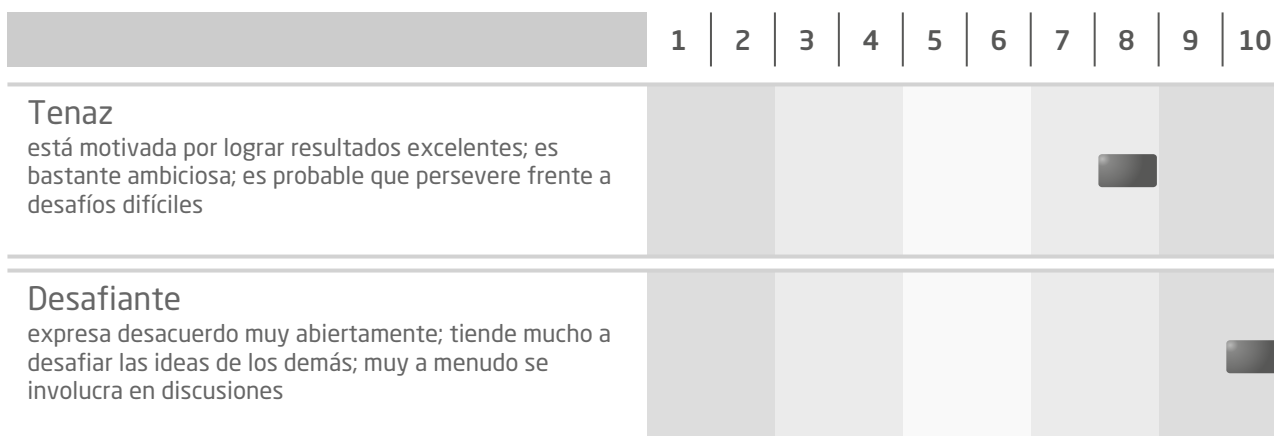 1 2 3 4 5 6 7 8 9 10
Tenaz
está motivada por lograr resultados excelentes; es
bastante ambiciosa; es probable que persevere frente a
desafíos difíciles
Desafiante
expresa desacuerdo muy abiertamente; tiende mucho a
desafiar las ideas de los demás; muy a menudo se
involucra en discusiones